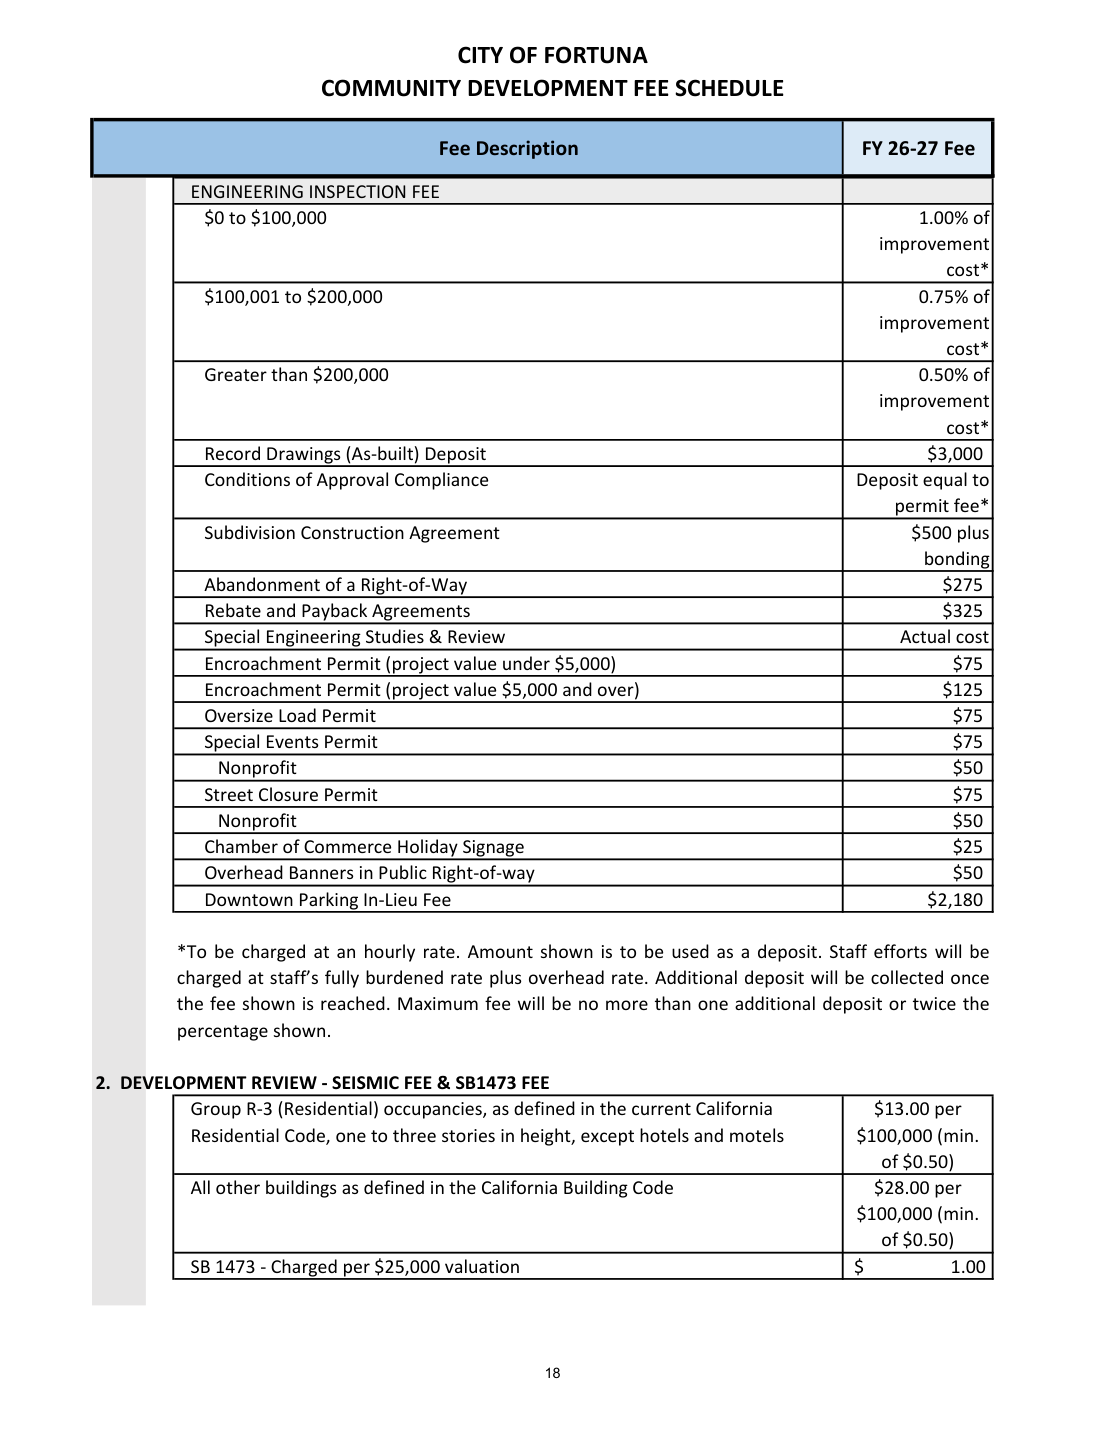 CITY OF FORTUNA
COMMUNITY DEVELOPMENT FEE SCHEDULE
Fee Description FY 26-27 Fee
ENGINEERING INSPECTION FEE
$0 to $100,000 1.00% of
improvement
cost*
$100,001 to $200,000 0.75% of
improvement
cost*
Greater than $200,000 0.50% of
improvement
cost*
Record Drawings (As-built) Deposit $3,000
Conditions of Approval Compliance Deposit equal to
permit fee*
Subdivision Construction Agreement $500 plus
bonding
Abandonment of a Right-of-Way $275
Rebate and Payback Agreements $325
Special Engineering Studies & Review Actual cost
Encroachment Permit (project value under $5,000) $75
Encroachment Permit (project value $5,000 and over) $125
Oversize Load Permit $75
Special Events Permit $75
Nonprofit $50
Street Closure Permit $75
Nonprofit $50
Chamber of Commerce Holiday Signage $25
Overhead Banners in Public Right-of-way $50
Downtown Parking In-Lieu Fee $2,180
*To be charged at an hourly rate. Amount shown is to be used as a deposit. Staff efforts will be
charged at staff’s fully burdened rate plus overhead rate. Additional deposit will be collected once
the fee shown is reached. Maximum fee will be no more than one additional deposit or twice the
percentage shown.
2. DEVELOPMENT REVIEW - SEISMIC FEE & SB1473 FEE
Group R-3 (Residential) occupancies, as defined in the current California $13.00 per
Residential Code, one to three stories in height, except hotels and motels $100,000 (min.
of $0.50)
All other buildings as defined in the California Building Code $28.00 per
$100,000 (min.
of $0.50)
SB 1473 - Charged per $25,000 valuation $ 1.00
18